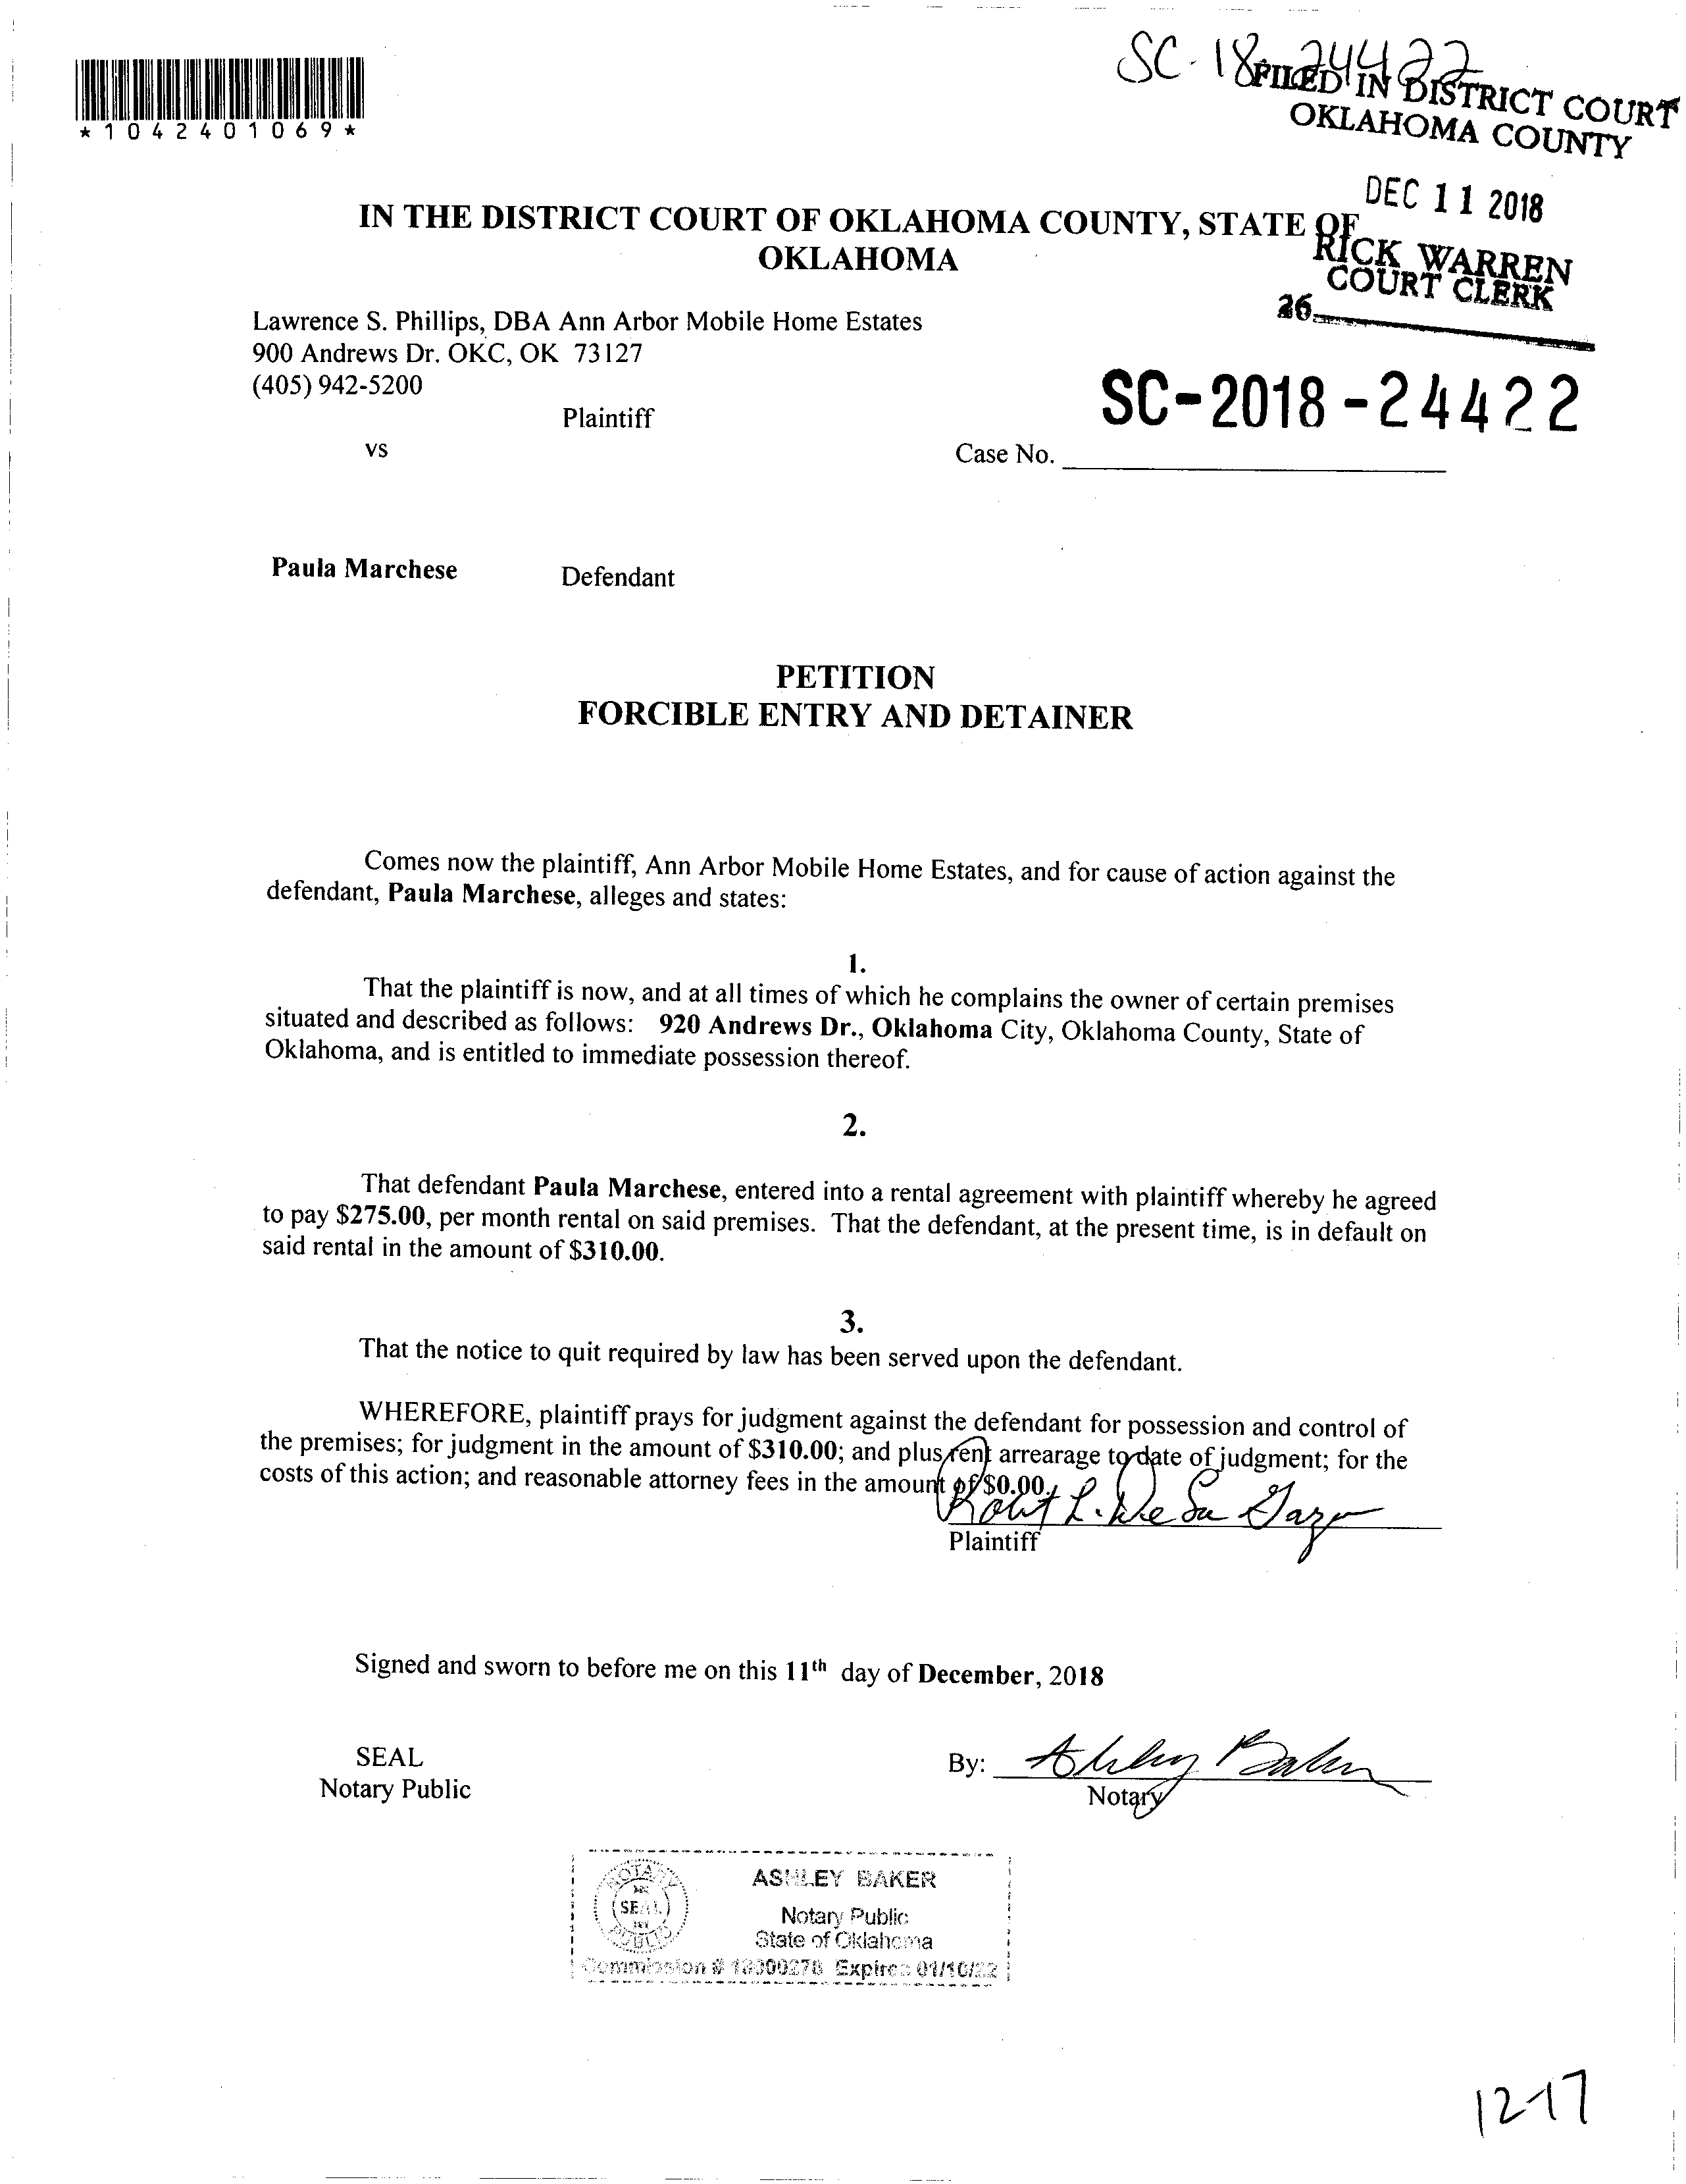 SC-18-24422
FILED IN DISTRICT COURT
OKLAHOMA COUNTY
*1042401069*
DEC 11 2018
IN THE DISTRICT COURT OF OKLAHOMA COUNTY, STATE OF
OKLAHOMA
RICK WARREN
COURT CLERK
Lawrence S. Phillips, DBA Ann Arbor Mobile Home Estates
900 Andrews Dr. OKC, OK 73127
(405) 942-5200
Plaintiff
SC-2018-24422
vs
Case No.
Paula Marchese Defendant
PETITION
FORCIBLE ENTRY AND DETAINER
Comes now the plaintiff, Ann Arbor Mobile Home Estates, and for cause of action against the
defendant, Paula Marchese, alleges and states:
1.
That the plaintiff is now, and at all times of which he complains the owner of certain premises
situated and described as follows: 920 Andrews Dr., Oklahoma City, Oklahoma County, State of
Oklahoma, and is entitled to immediate possession thereof.
2.
That defendant Paula Marchese, entered into a rental agreement with plaintiff whereby he agreed
to pay $275.00, per month rental on said premises. That the defendant, at the present time, is in default on
said rental in the amount of $310.00.
3.
That the notice to quit required by law has been served upon the defendant.
WHEREFORE, plaintiff prays for judgment against the defendant for possession and control of
the premises; for judgment in the amount of $310.00; and plus rent arrearage to date of judgment; for the
costs of this action; and reasonable attorney fees in the amount of $0.00.
Plaintiff
Signed and sworn to before me on this 11th day of December, 2018
SEAL
Notary Public
By: Ashley Baker
Notary
ASHLEY BAKER
Notary Public
State of Oklahoma
Commission # Expires 01/10/22
12-17